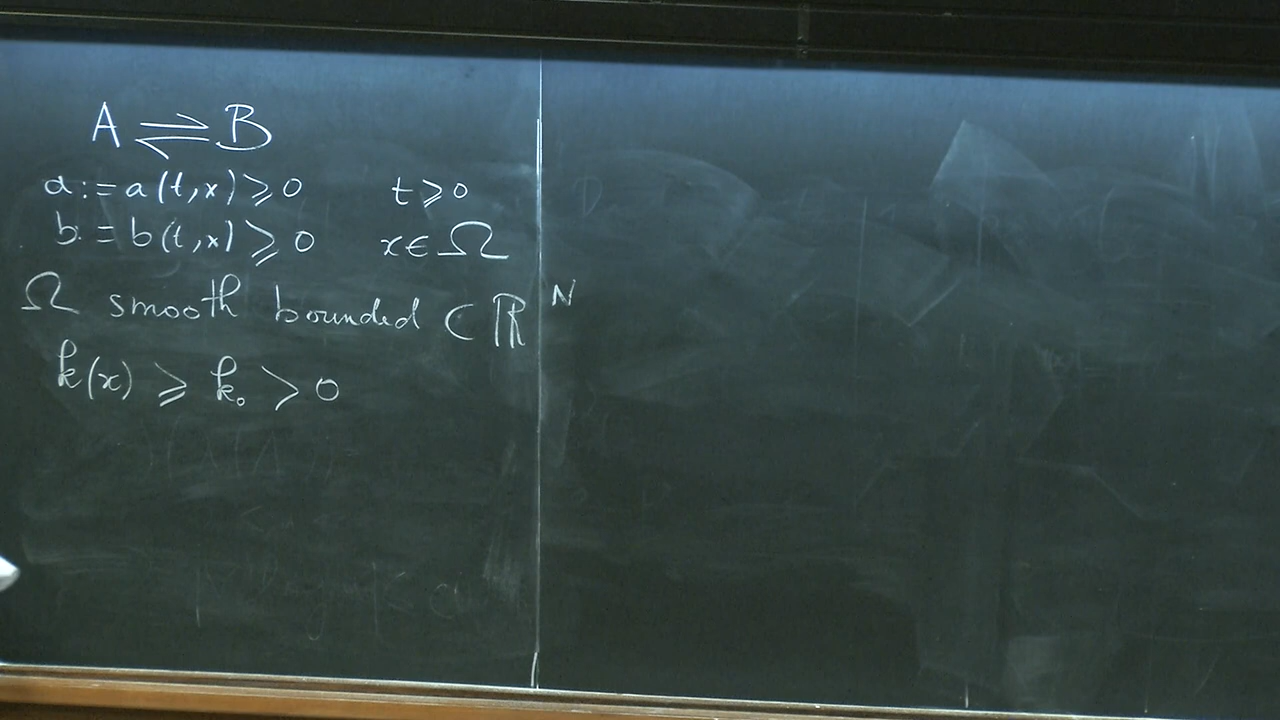 A ⇌ B
a := a(t,x) ⩾ 0 t ⩾ 0
b := b(t,x) ⩾ 0 x ∈ Ω
Ω smooth bounded ⊂ ℝ^N
k(x) ⩾ k₀ > 0